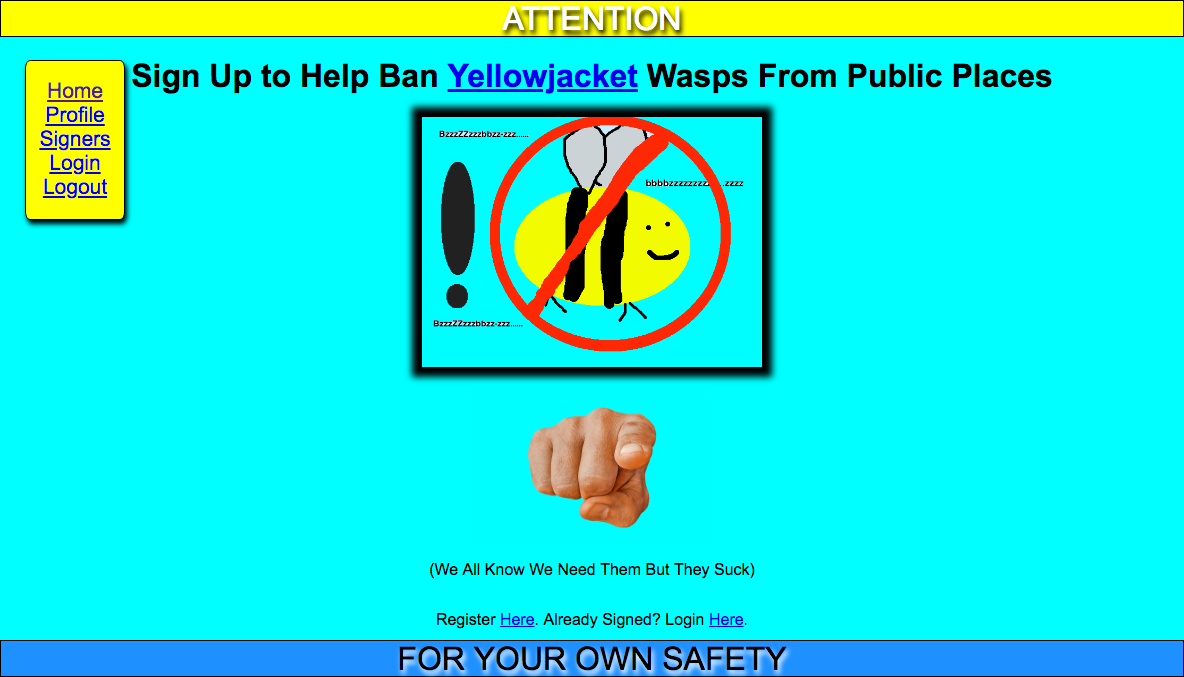 ATTENTION
Home
Profile
Signers
Login
Logout
Sign Up to Help Ban Yellowjacket Wasps From Public Places
BzzzZZzzzbbzz-zzz......
BzzzZZzzzbbzz-zzz......
(We All Know We Need Them But They Suck)
Register Here. Already Signed? Login Here.
FOR YOUR OWN SAFETY